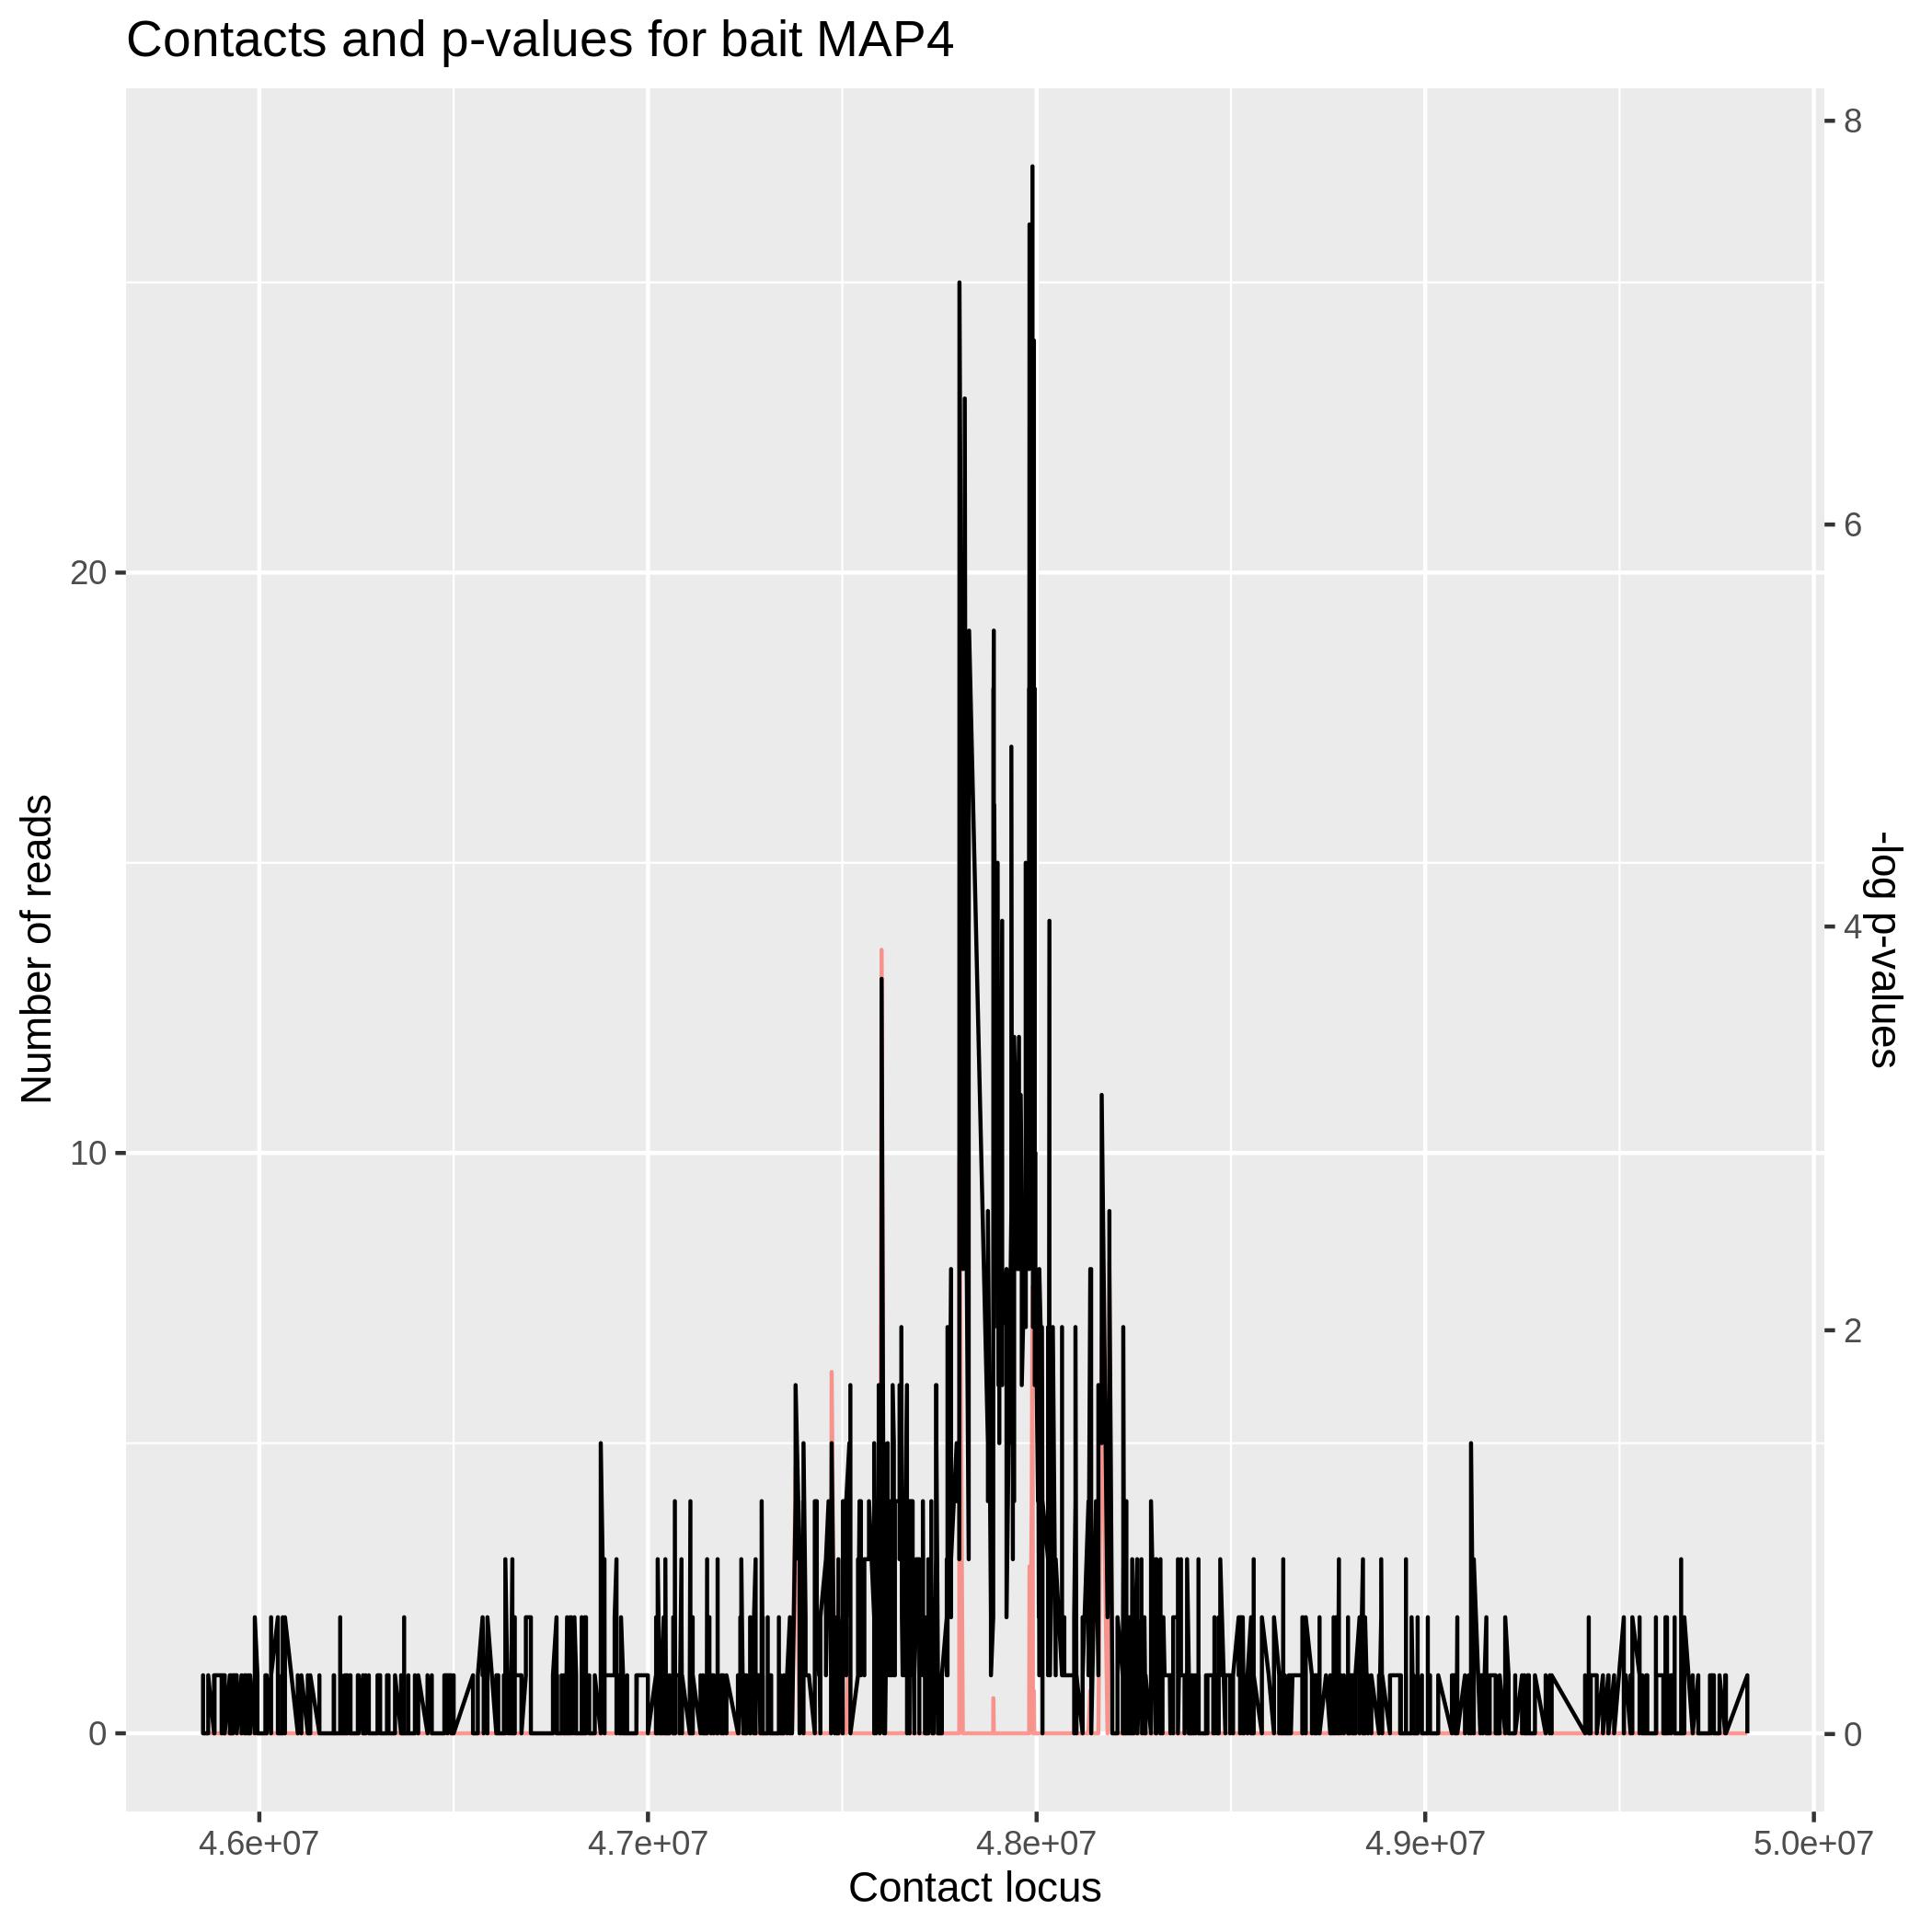 Contacts and p-values for bait MAP4
Number of reads
20
10
0
8
6
4
2
0
-log p-values
4.6e+07 4.7e+07 4.8e+07 4.9e+07 5.0e+07
Contact locus